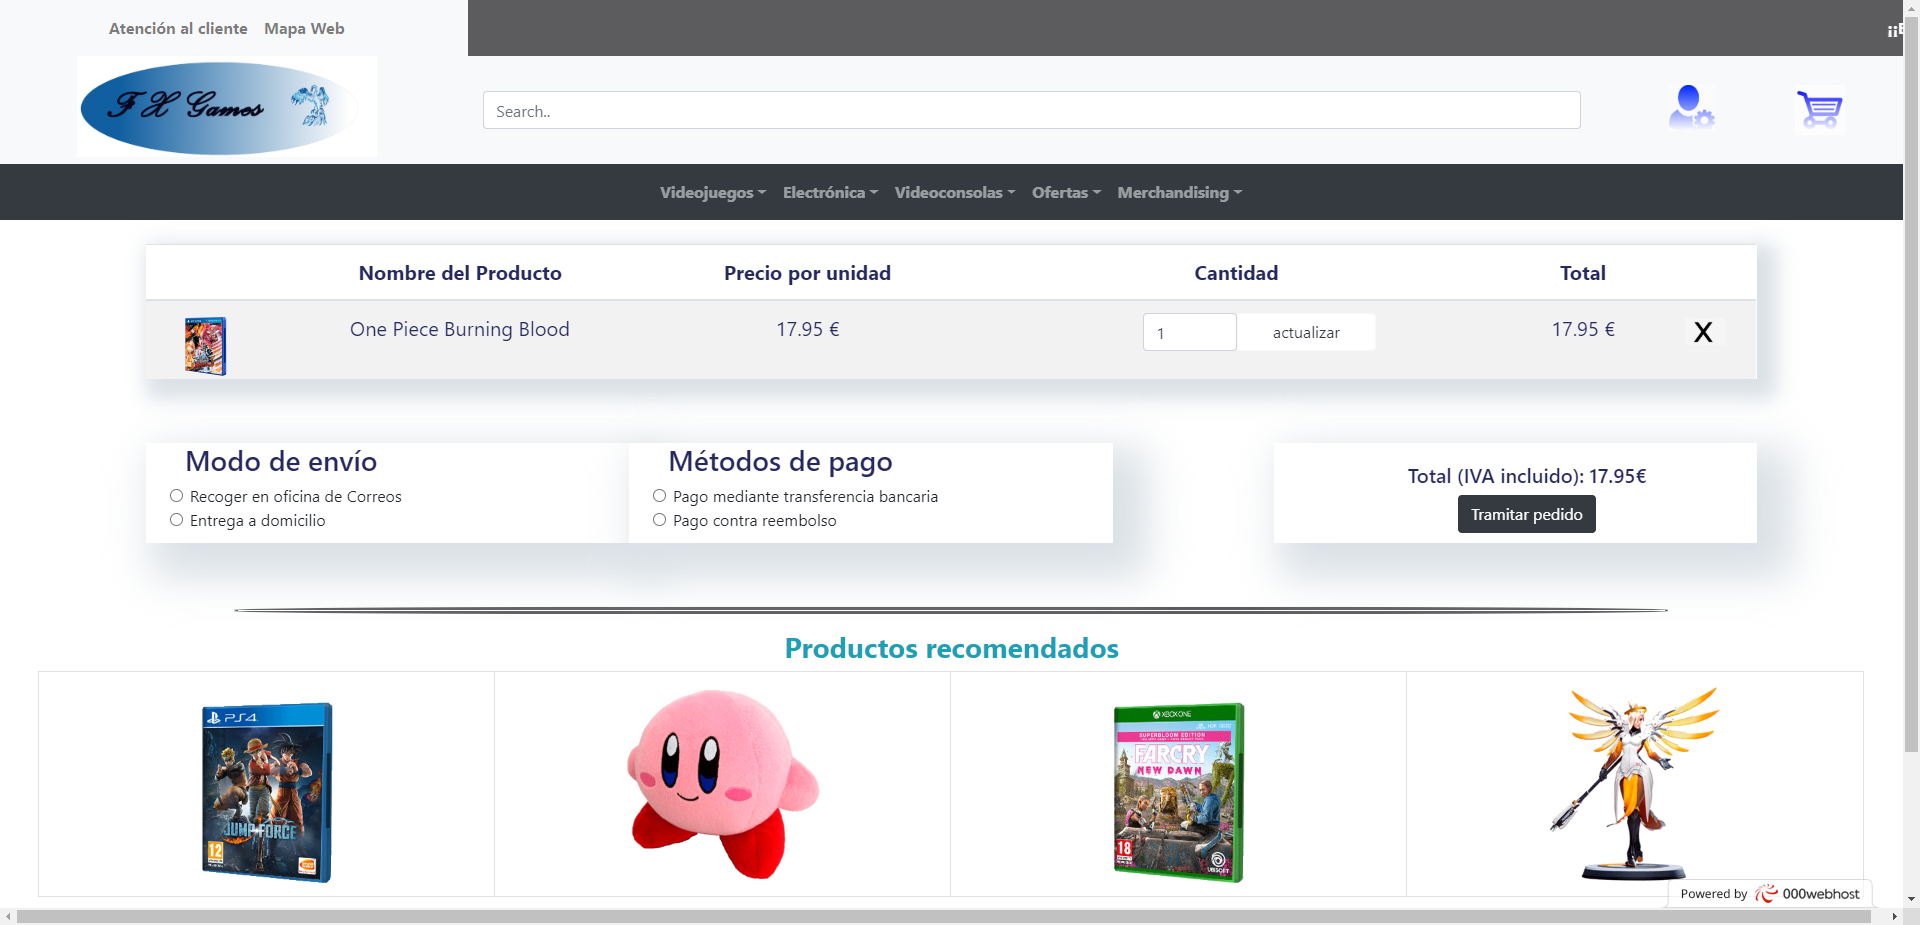 Atención al cliente Mapa Web
FX Games
Search..
Videojuegos Electrónica Videoconsolas Ofertas Merchandising
Nombre del Producto Precio por unidad Cantidad Total
One Piece Burning Blood 17.95 € 1 actualizar 17.95 € X
Modo de envío
Recoger en oficina de Correos
Entrega a domicilio
Métodos de pago
Pago mediante transferencia bancaria
Pago contra reembolso
Total (IVA incluido): 17.95€
Tramitar pedido
Productos recomendados
PS4
JUMP FORCE
12
XBOX ONE
SUPERBLOOM EDITION
FARCRY
NEW DAWN
18
UBISOFT
Powered by 000webhost